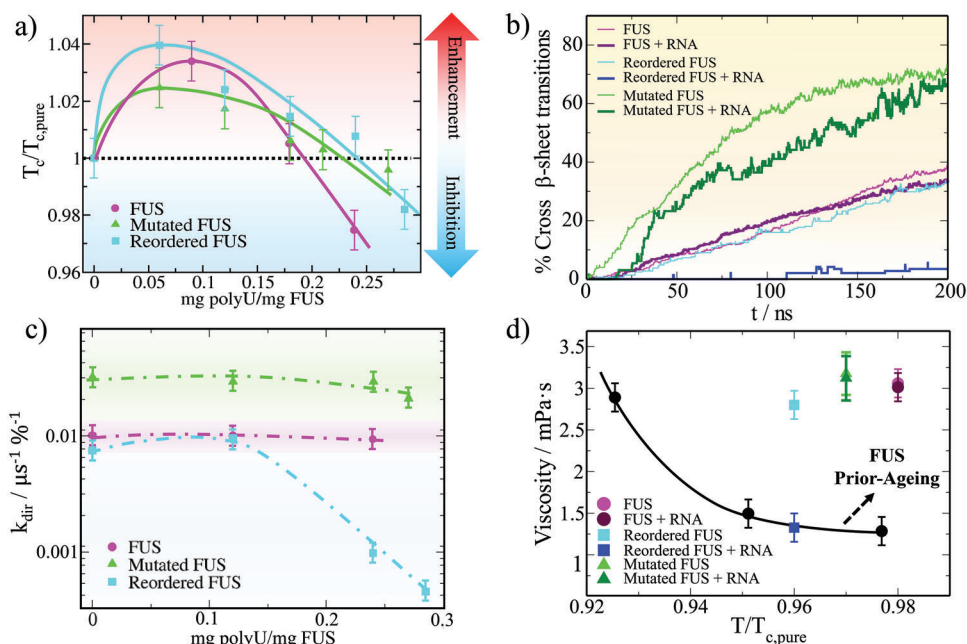 a)
T_c/T_c,pure
1.04
1.02
1
0.98
0.96
FUS
Mutated FUS
Reordered FUS
0
0.05
0.1
0.15
0.2
0.25
mg polyU/mg FUS
Enhancement
Inhibition
b)
% Cross β-sheet transitions
80
70
60
50
40
30
20
10
0
FUS
FUS + RNA
Reordered FUS
Reordered FUS + RNA
Mutated FUS
Mutated FUS + RNA
0
50
100
150
200
t / ns
c)
k_dir / μs⁻¹ %⁻¹
0.01
0.001
FUS
Mutated FUS
Reordered FUS
0
0.1
0.2
0.3
mg polyU/mg FUS
d)
Viscosity / mPa·s
3.5
3
2.5
2
1.5
1
FUS
Prior-Ageing
FUS
FUS + RNA
Reordered FUS
Reordered FUS + RNA
Mutated FUS
Mutated FUS + RNA
0.92
0.94
0.96
0.98
T/T_c,pure